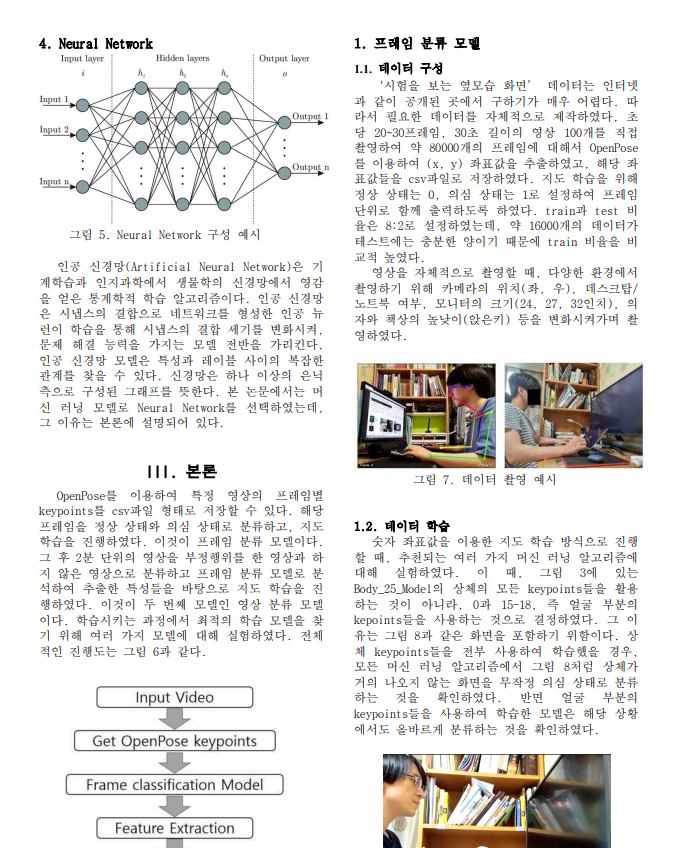 4. Neural Network
Input layer
Hidden layers
Output layer
i
h₁
h₂
hₙ
o
Input 1
Input 2
Input n
Output 1
Output n
그림 5. Neural Network 구성 예시
인공 신경망(Artificial Neural Network)은 기
계학습과 인지과학에서 생물학의 신경망에서 영감
을 얻은 통계학적 학습 알고리즘이다. 인공 신경망
은 시냅스의 결합으로 네트워크를 형성한 인공 뉴
런이 학습을 통해 시냅스의 결합 세기를 변화시켜,
문제 해결 능력을 가지는 모델 전반을 가리킨다.
인공 신경망 모델은 특성과 레이블 사이의 복잡한
관계를 찾을 수 있다. 신경망은 하나 이상의 은닉
측으로 구성된 그래프를 뜻한다. 본 논문에서는 머
신 러닝 모델로 Neural Network를 선택하였는데,
그 이유는 본론에 설명되어 있다.
III. 본론
OpenPose를 이용하여 특정 영상의 프레임별
keypoints를 csv파일 형태로 저장할 수 있다. 해당
프레임을 정상 상태와 의심 상태로 분류하고, 지도
학습을 진행하였다. 이것이 프레임 분류 모델이다.
그 후 2분 단위의 영상을 부정행위를 한 영상과 하
지 않은 영상으로 분류하고 프레임 분류 모델로 분
석하여 추출한 특성들을 바탕으로 지도 학습을 진
행하였다. 이것이 두 번째 모델인 영상 분류 모델
이다. 학습시키는 과정에서 최적의 학습 모델을 찾
기 위해 여러 가지 모델에 대해 실험하였다. 전체
적인 진행도는 그림 6과 같다.
Input Video
Get OpenPose keypoints
Frame classification Model
Feature Extraction
1. 프레임 분류 모델
1.1. 데이터 구성
‘시험을 보는 옆모습 화면’ 데이터는 인터넷
과 같이 공개된 곳에서 구하기가 매우 어렵다. 따
라서 필요한 데이터를 자체적으로 제작하였다. 초
당 20~30프레임, 30초 길이의 영상 100개를 직접
촬영하여 약 80000개의 프레임에 대해서 OpenPose
를 이용하여 (x, y) 좌표값을 추출하였고, 해당 좌
표값들을 csv파일로 저장하였다. 지도 학습을 위해
정상 상태는 0, 의심 상태는 1로 설정하여 프레임
단위로 함께 출력하도록 하였다. train과 test 비
율은 8:2로 설정하였는데, 약 16000개의 데이터가
테스트에는 충분한 양이기 때문에 train 비율을 비
교적 높였다.
영상을 자체적으로 촬영할 때, 다양한 환경에서
촬영하기 위해 카메라의 위치(좌, 우), 데스크탑/
노트북 여부, 모니터의 크기(24, 27, 32인치), 의
자와 책상의 높낮이(앉은키) 등을 변화시켜가며 촬
영하였다.
그림 7. 데이터 촬영 예시
1.2. 데이터 학습
숫자 좌표값을 이용한 지도 학습 방식으로 진행
할 때, 추천되는 여러 가지 머신 러닝 알고리즘에
대해 실험하였다. 이 때, 그림 3에 있는
Body_25_Model의 상체의 모든 keypoints들을 활용
하는 것이 아니라, 0과 15-18, 즉 얼굴 부분의
kepoints들을 사용하는 것으로 결정하였다. 그 이
유는 그림 8과 같은 화면을 포함하기 위함이다. 상
체 keypoints들을 전부 사용하여 학습했을 경우,
모든 머신 러닝 알고리즘에서 그림 8처럼 상체가
거의 나오지 않는 화면을 무작정 의심 상태로 분류
하는 것을 확인하였다. 반면 얼굴 부분의
keypoints들을 사용하여 학습한 모델은 해당 상황
에서도 올바르게 분류하는 것을 확인하였다.